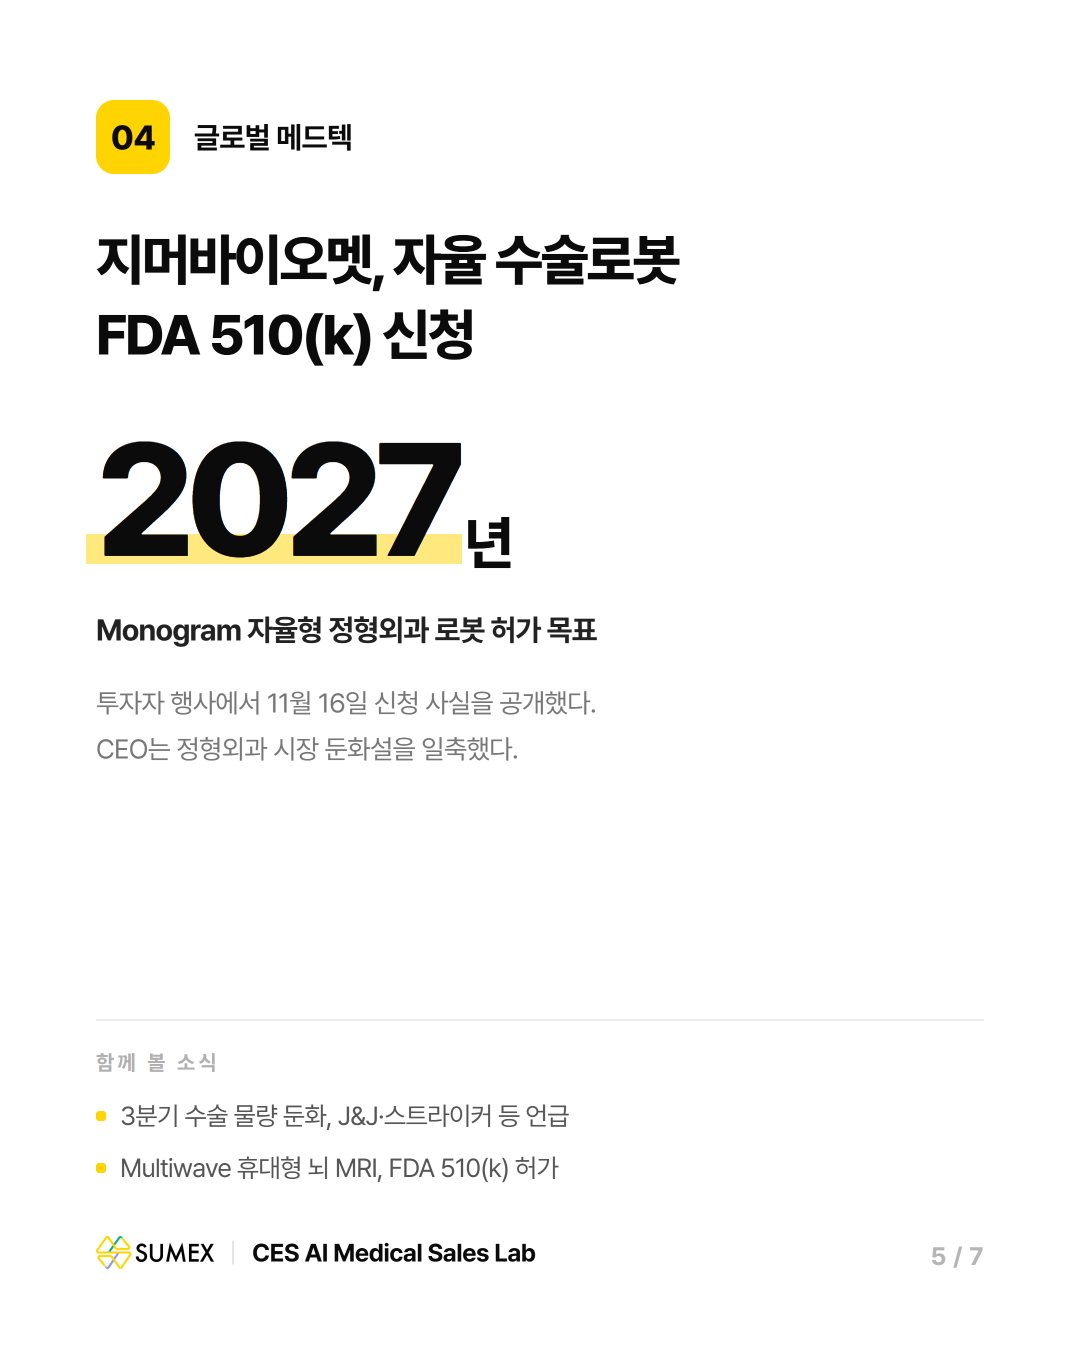 04
글로벌 메드텍
지머바이오멧, 자율 수술로봇
FDA 510(k) 신청
2027년
Monogram 자율형 정형외과 로봇 허가 목표
투자자 행사에서 11월 16일 신청 사실을 공개했다.
CEO는 정형외과 시장 둔화설을 일축했다.
함께 볼 소식
3분기 수술 물량 둔화, J&J·스트라이커 등 언급
Multiwave 휴대형 뇌 MRI, FDA 510(k) 허가
SUMEX
CES AI Medical Sales Lab
5 / 7